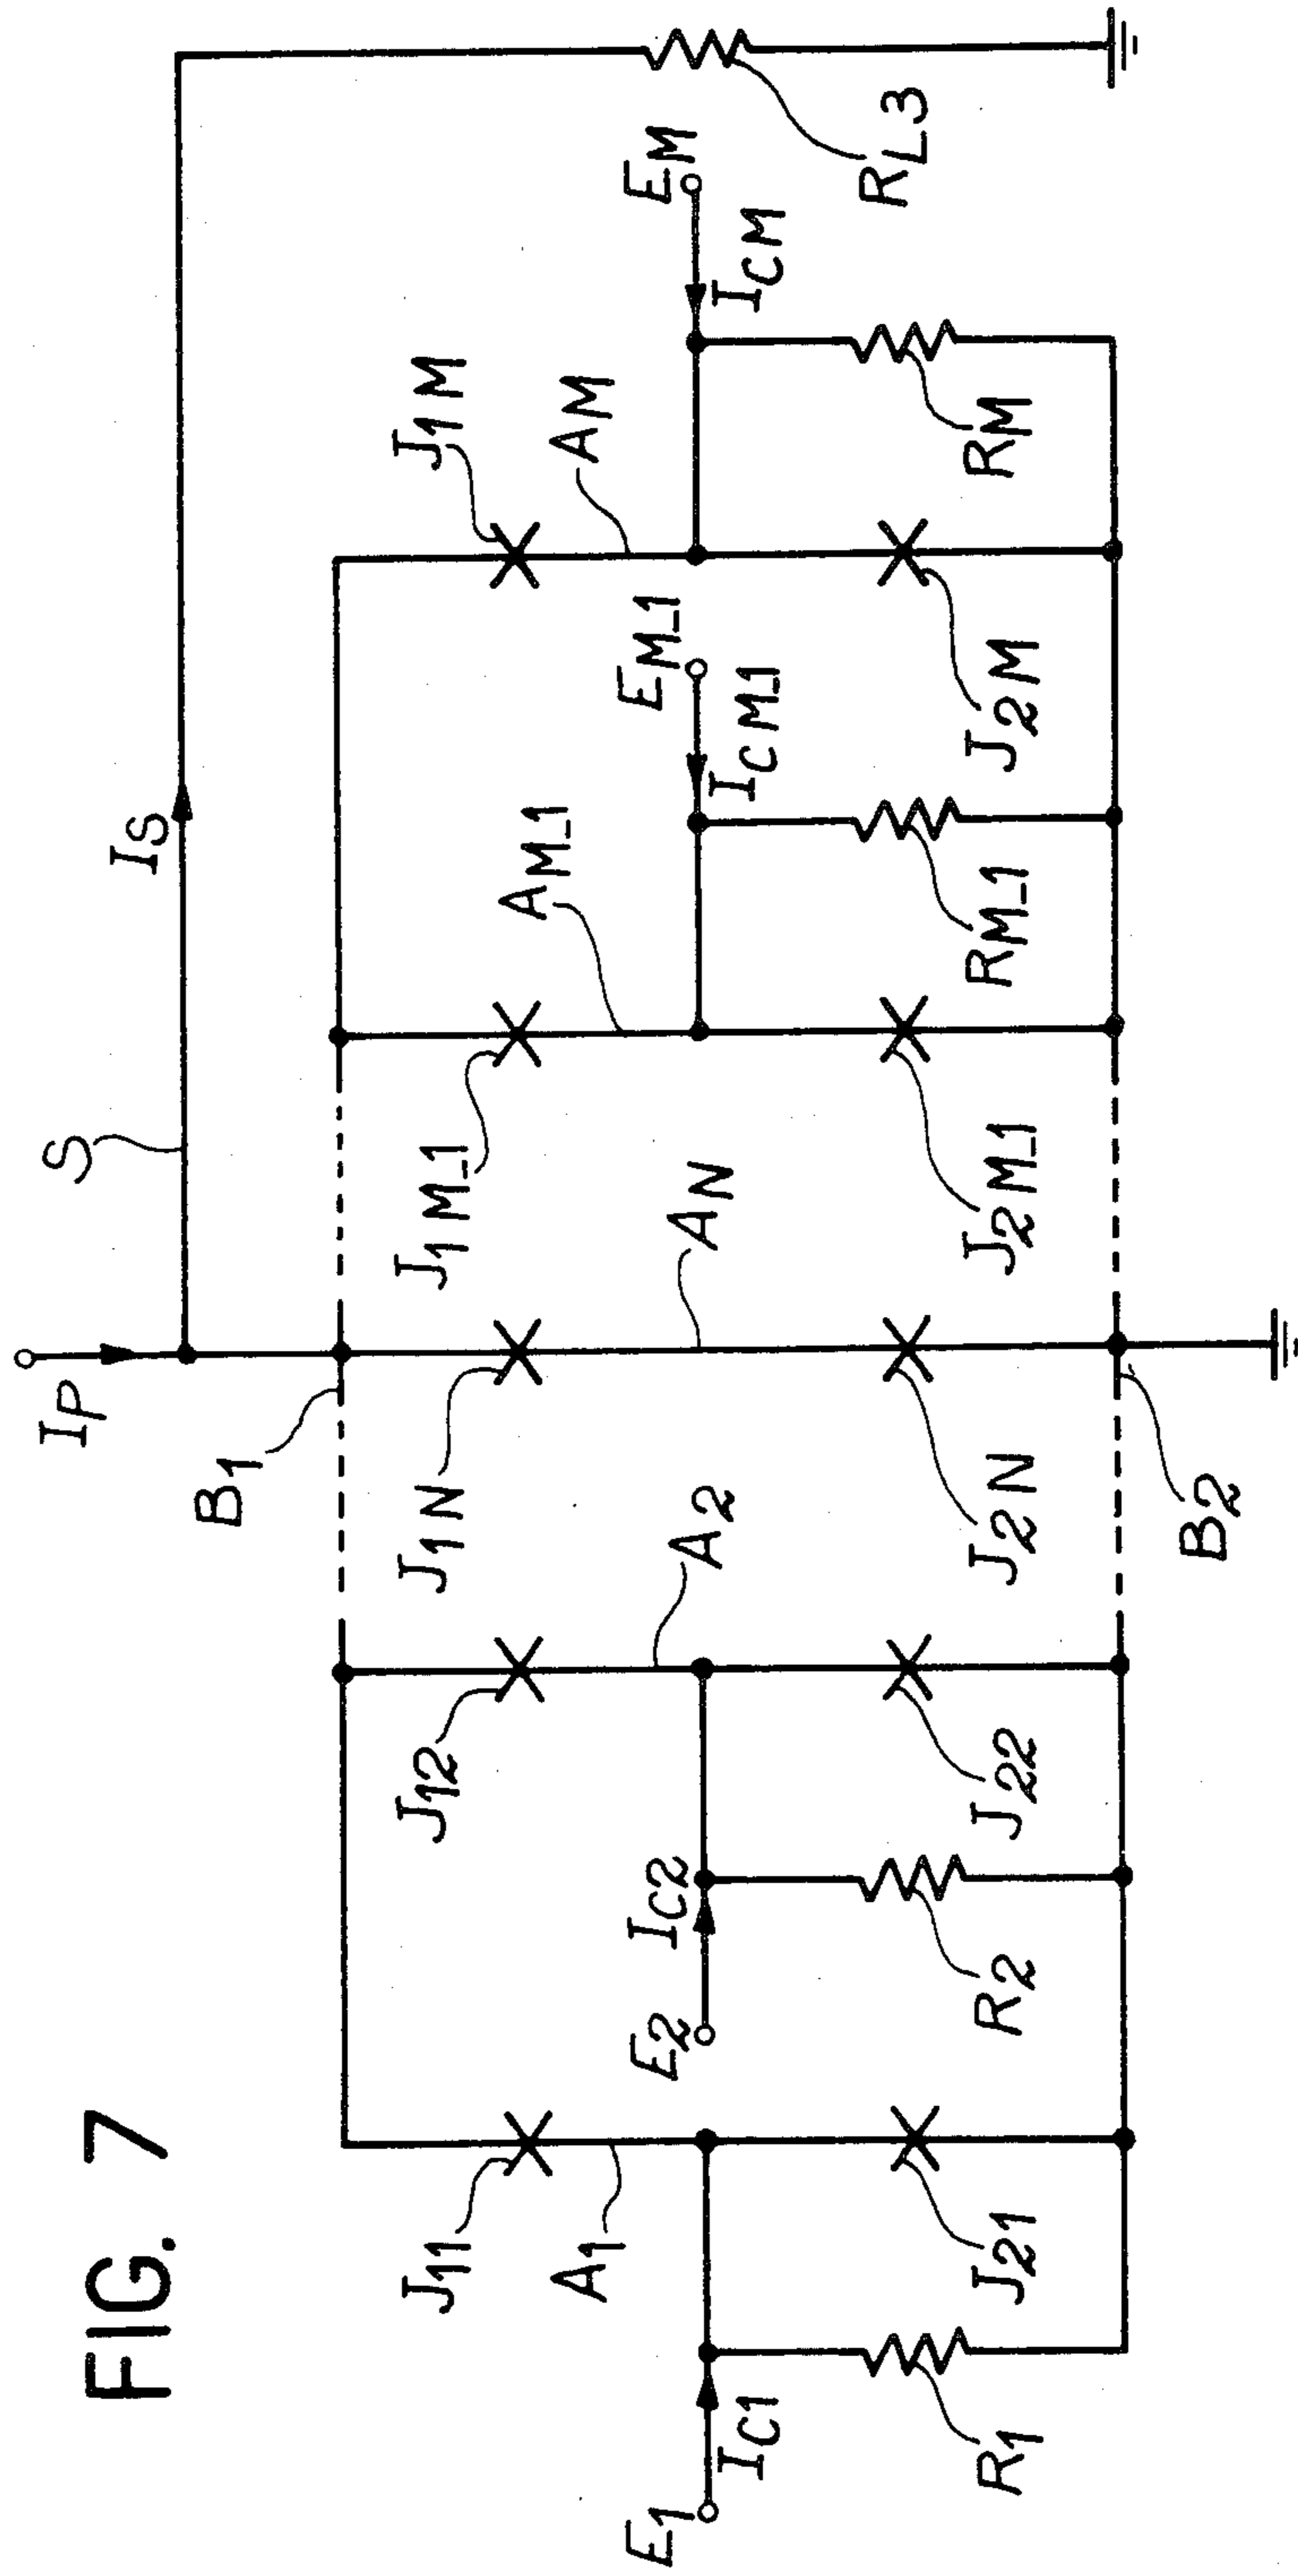 FIG. 7
IP
S
IS
B1
J11
J12
J1N
J1M-1
J1M
A1
A2
AN
AM-1
AM
E1
IC1
E2
IC2
EM-1
ICM-1
EM
ICM
RL3
R1
J21
R2
J22
J2N
J2M-1
RM-1
J2M
RM
B2